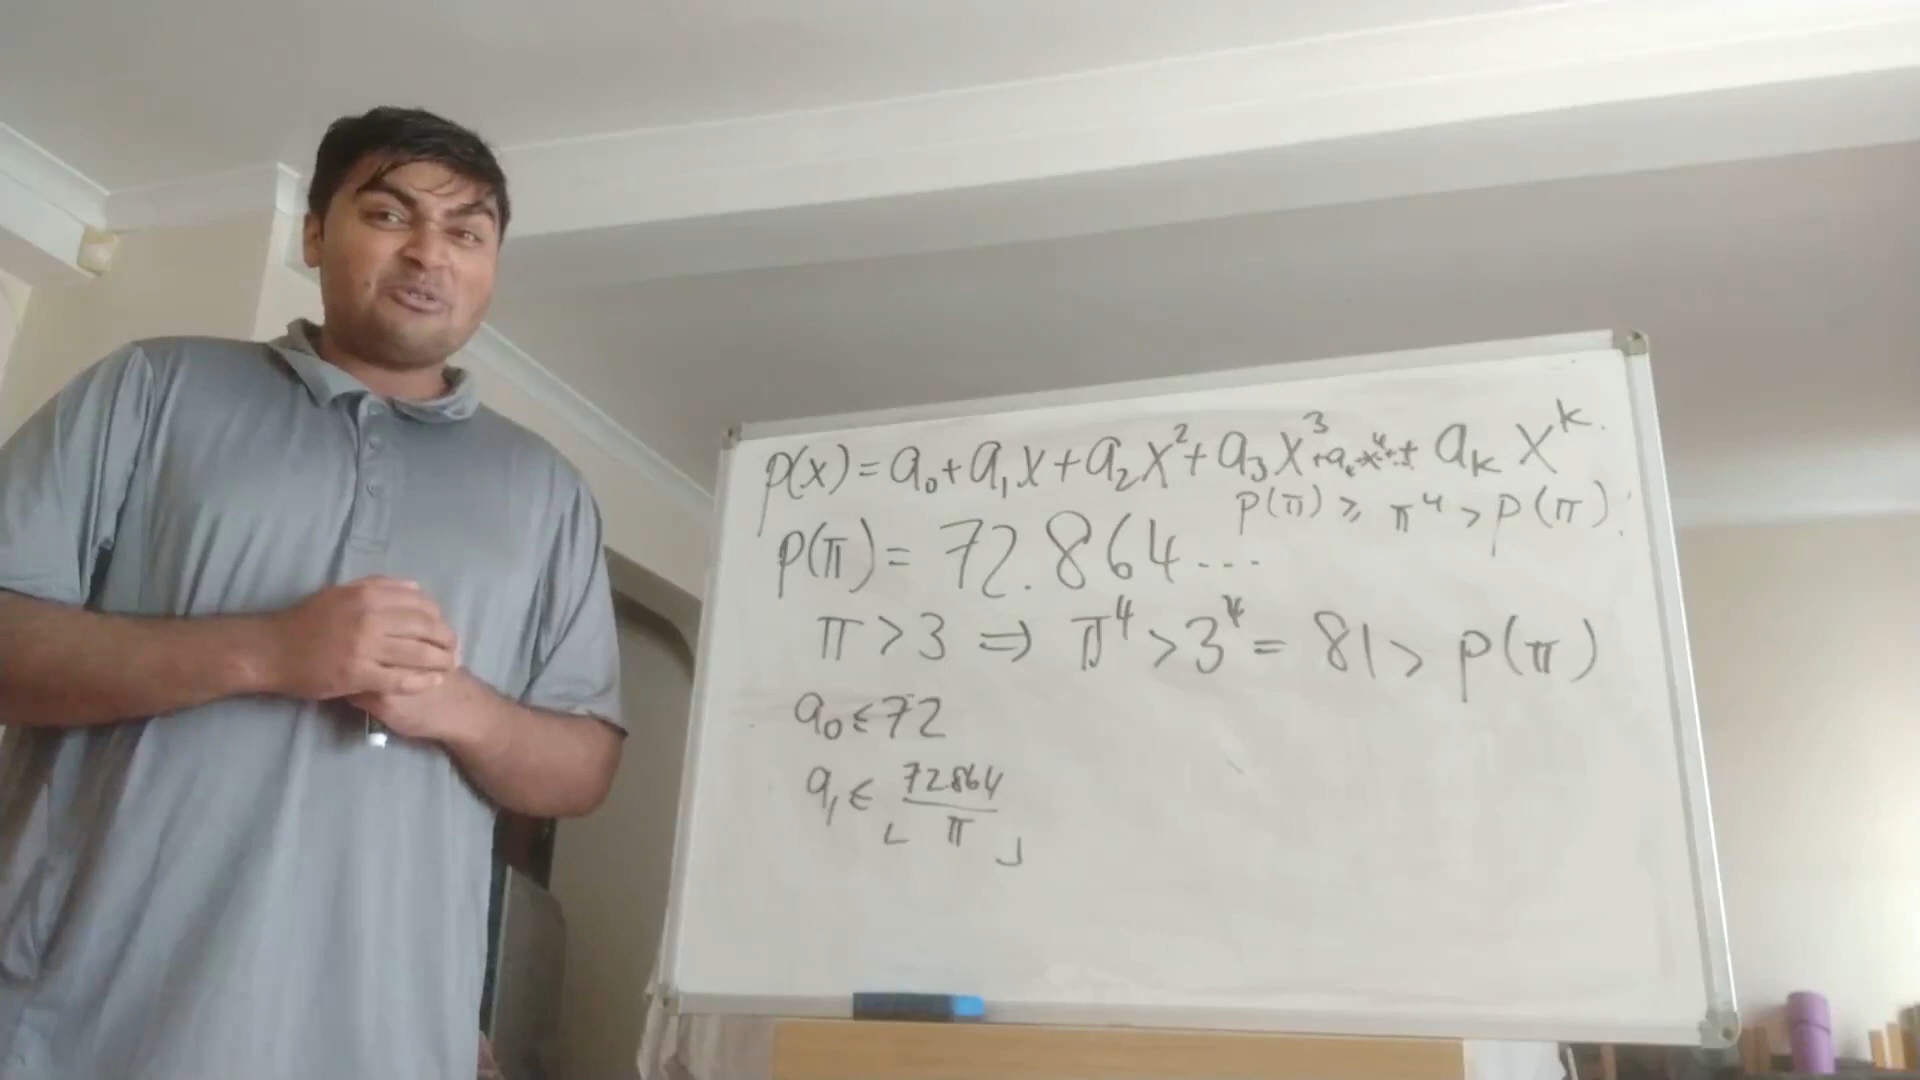 p(x) = a₀ + a₁x + a₂x² + a₃x³ + a₄x⁴ + ... + aₖxᵏ.
p(π) ⩾ π⁴ > p(π) !
p(π) = 72.864...
π > 3 ⇒ π⁴ > 3⁴ = 81 > p(π)
a₀ ≤ 72
a₁ ≤ ⌊72.864/π⌋